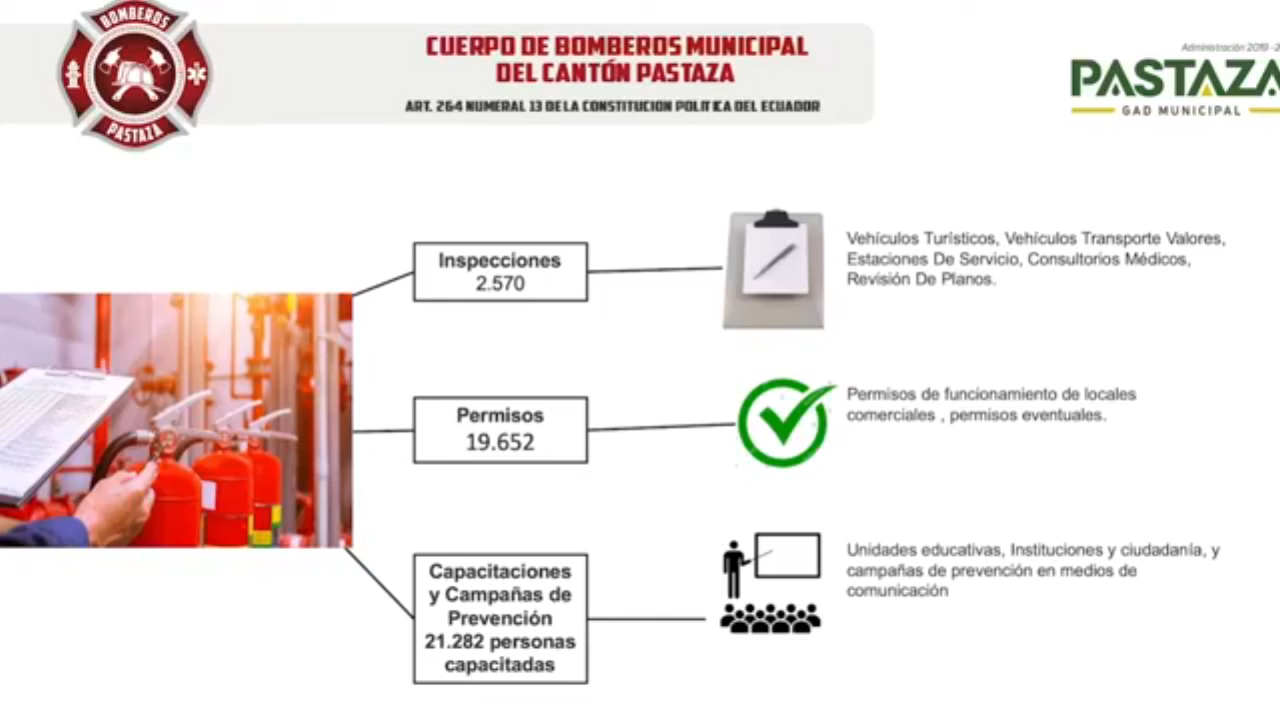 BOMBEROS
PASTAZA
CUERPO DE BOMBEROS MUNICIPAL
DEL CANTÓN PASTAZA
ART. 264 NUMERAL 13 DE LA CONSTITUCION POLITICA DEL ECUADOR
Administración 2019 -2
PASTAZA
GAD MUNICIPAL
Inspecciones
2.570
Vehículos Turísticos, Vehículos Transporte Valores,
Estaciones De Servicio, Consultorios Médicos,
Revisión De Planos.
Permisos
19.652
Permisos de funcionamiento de locales
comerciales , permisos eventuales.
Capacitaciones
y Campañas de
Prevención
21.282 personas
capacitadas
Unidades educativas, Instituciones y ciudadanía, y
campañas de prevención en medios de
comunicación